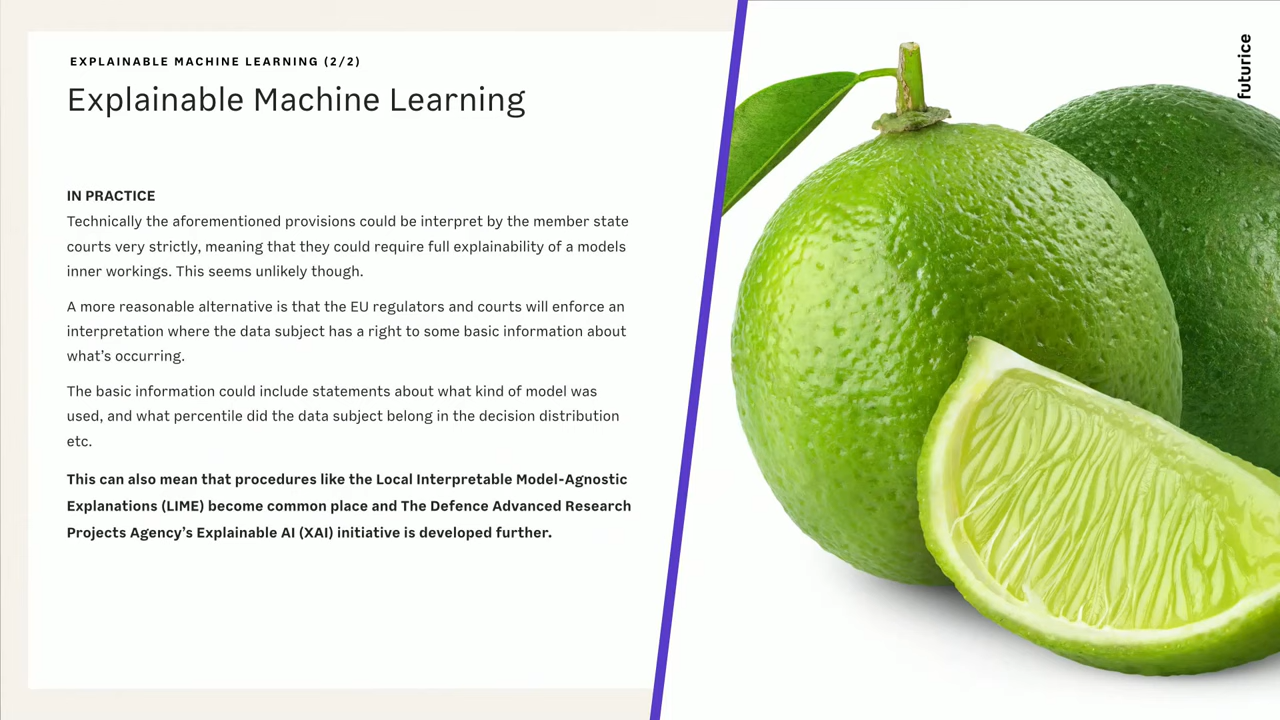 EXPLAINABLE MACHINE LEARNING (2/2)
Explainable Machine Learning
IN PRACTICE
Technically the aforementioned provisions could be interpret by the member state
courts very strictly, meaning that they could require full explainability of a models
inner workings. This seems unlikely though.
A more reasonable alternative is that the EU regulators and courts will enforce an
interpretation where the data subject has a right to some basic information about
what's occurring.
The basic information could include statements about what kind of model was
used, and what percentile did the data subject belong in the decision distribution
etc.
This can also mean that procedures like the Local Interpretable Model-Agnostic
Explanations (LIME) become common place and The Defence Advanced Research
Projects Agency's Explainable AI (XAI) initiative is developed further.
futurice